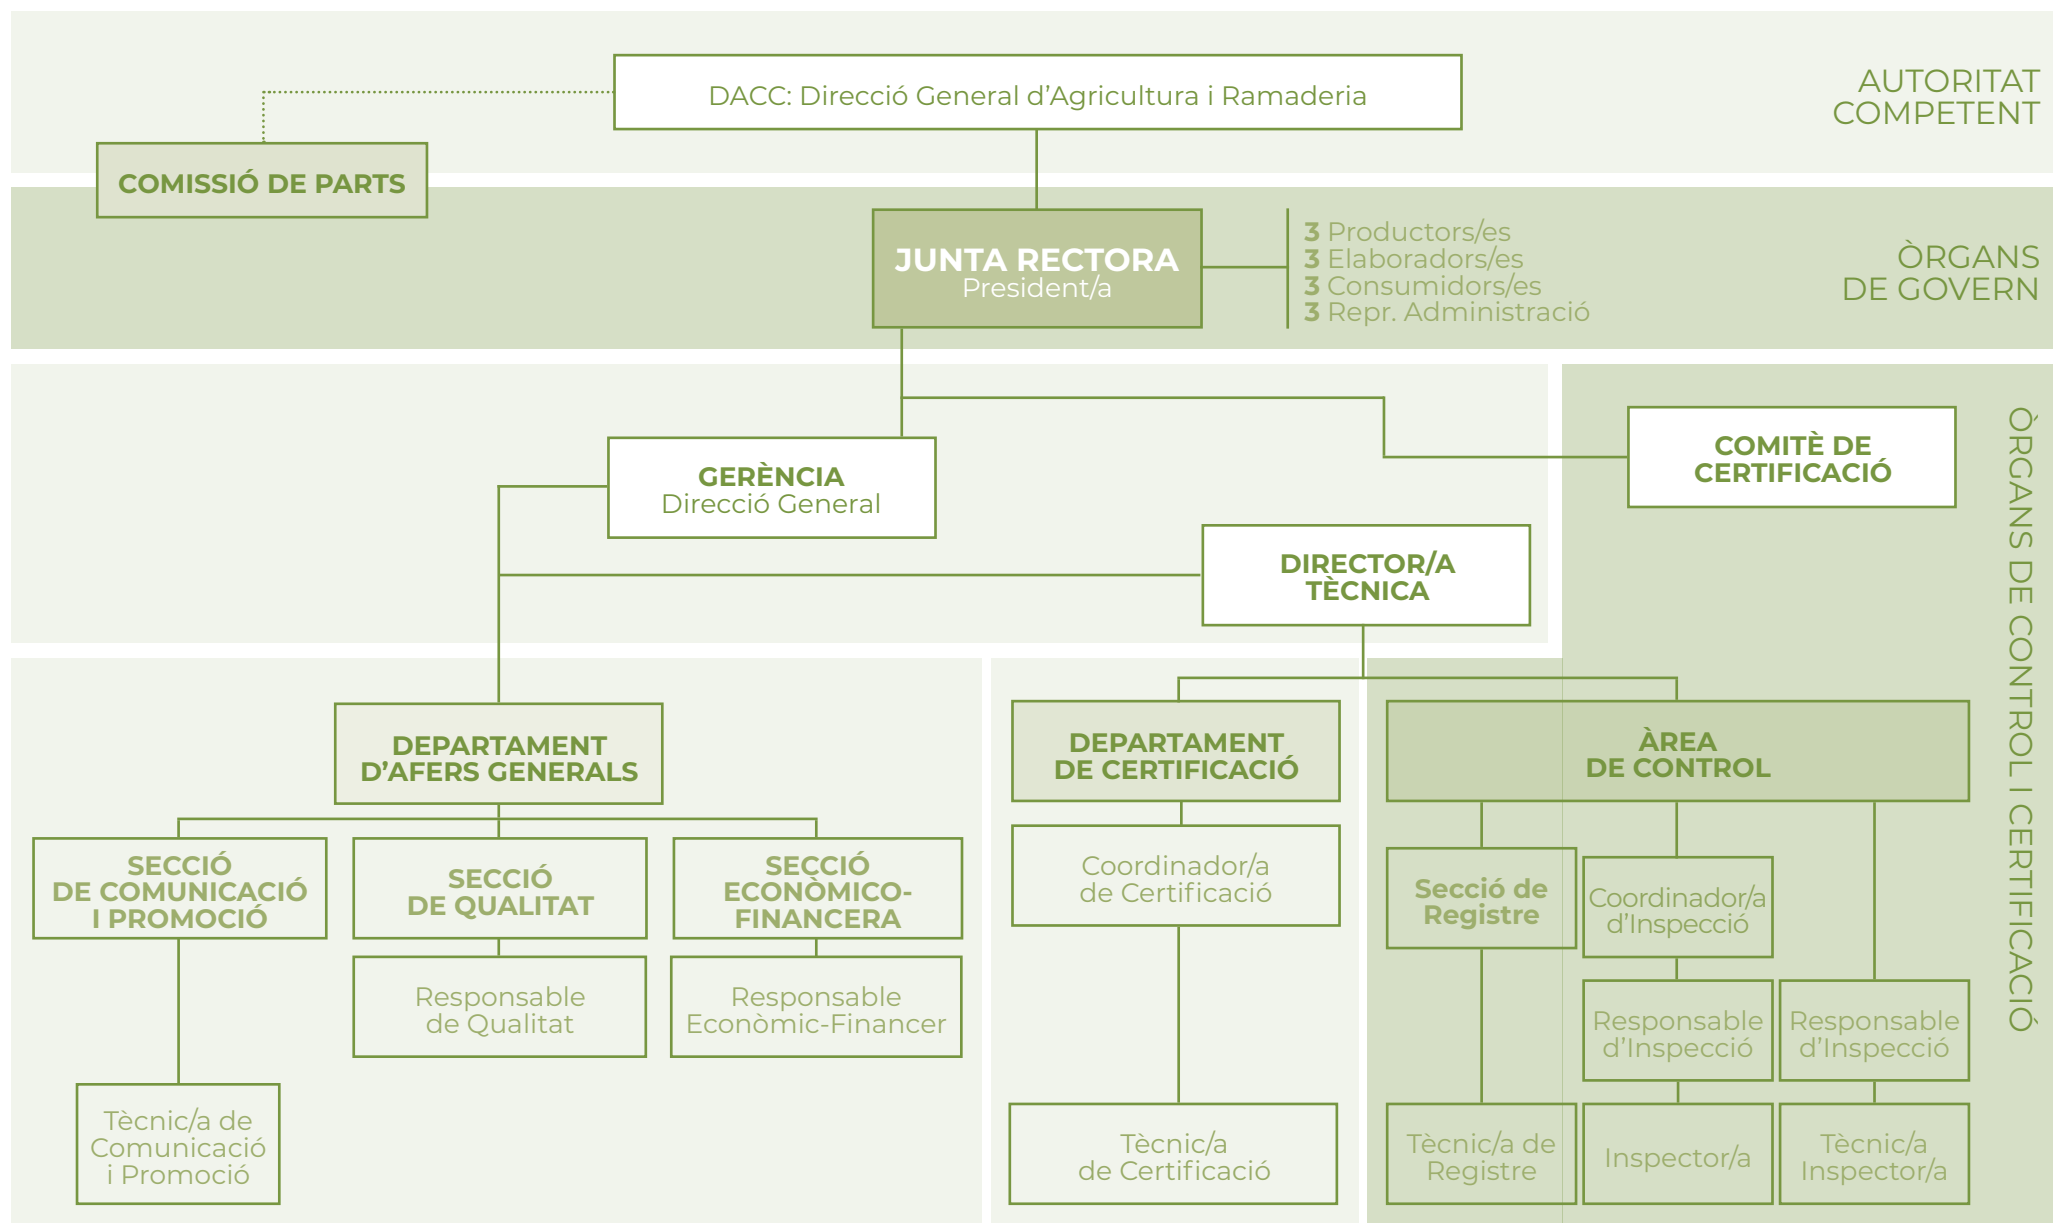 DACC: Direcció General d’Agricultura i Ramaderia
AUTORITAT
COMPETENT
COMISSIÓ DE PARTS
JUNTA RECTORA
President/a
3 Productors/es
3 Elaboradors/es
3 Consumidors/es
3 Repr. Administració
ÒRGANS
DE GOVERN
GERÈNCIA
Direcció General
COMITÈ DE
CERTIFICACIÓ
ÒRGANS DE CONTROL I CERTIFICACIÓ
DIRECTOR/A
TÈCNICA
DEPARTAMENT
D’AFERS GENERALS
DEPARTAMENT
DE CERTIFICACIÓ
ÀREA
DE CONTROL
SECCIÓ
DE COMUNICACIÓ
I PROMOCIÓ
SECCIÓ
DE QUALITAT
SECCIÓ
ECONÒMICO-
FINANCERA
Coordinador/a
de Certificació
Secció de
Registre
Coordinador/a
d’Inspecció
Responsable
de Qualitat
Responsable
Econòmic-Financer
Responsable
d’Inspecció
Responsable
d’Inspecció
Tècnic/a de
Comunicació
i Promoció
Tècnic/a
de Certificació
Tècnic/a de
Registre
Inspector/a
Tècnic/a
Inspector/a